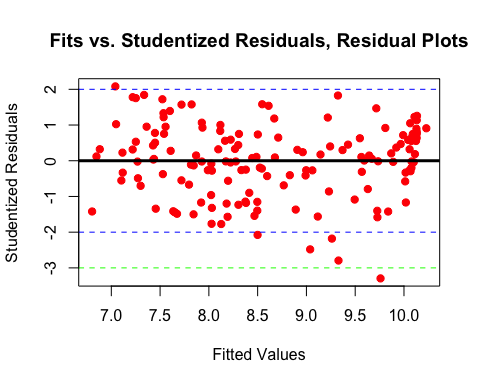 Fits vs. Studentized Residuals, Residual Plots
Studentized Residuals
2
1
0
-1
-2
-3
7.0 7.5 8.0 8.5 9.0 9.5 10.0
Fitted Values